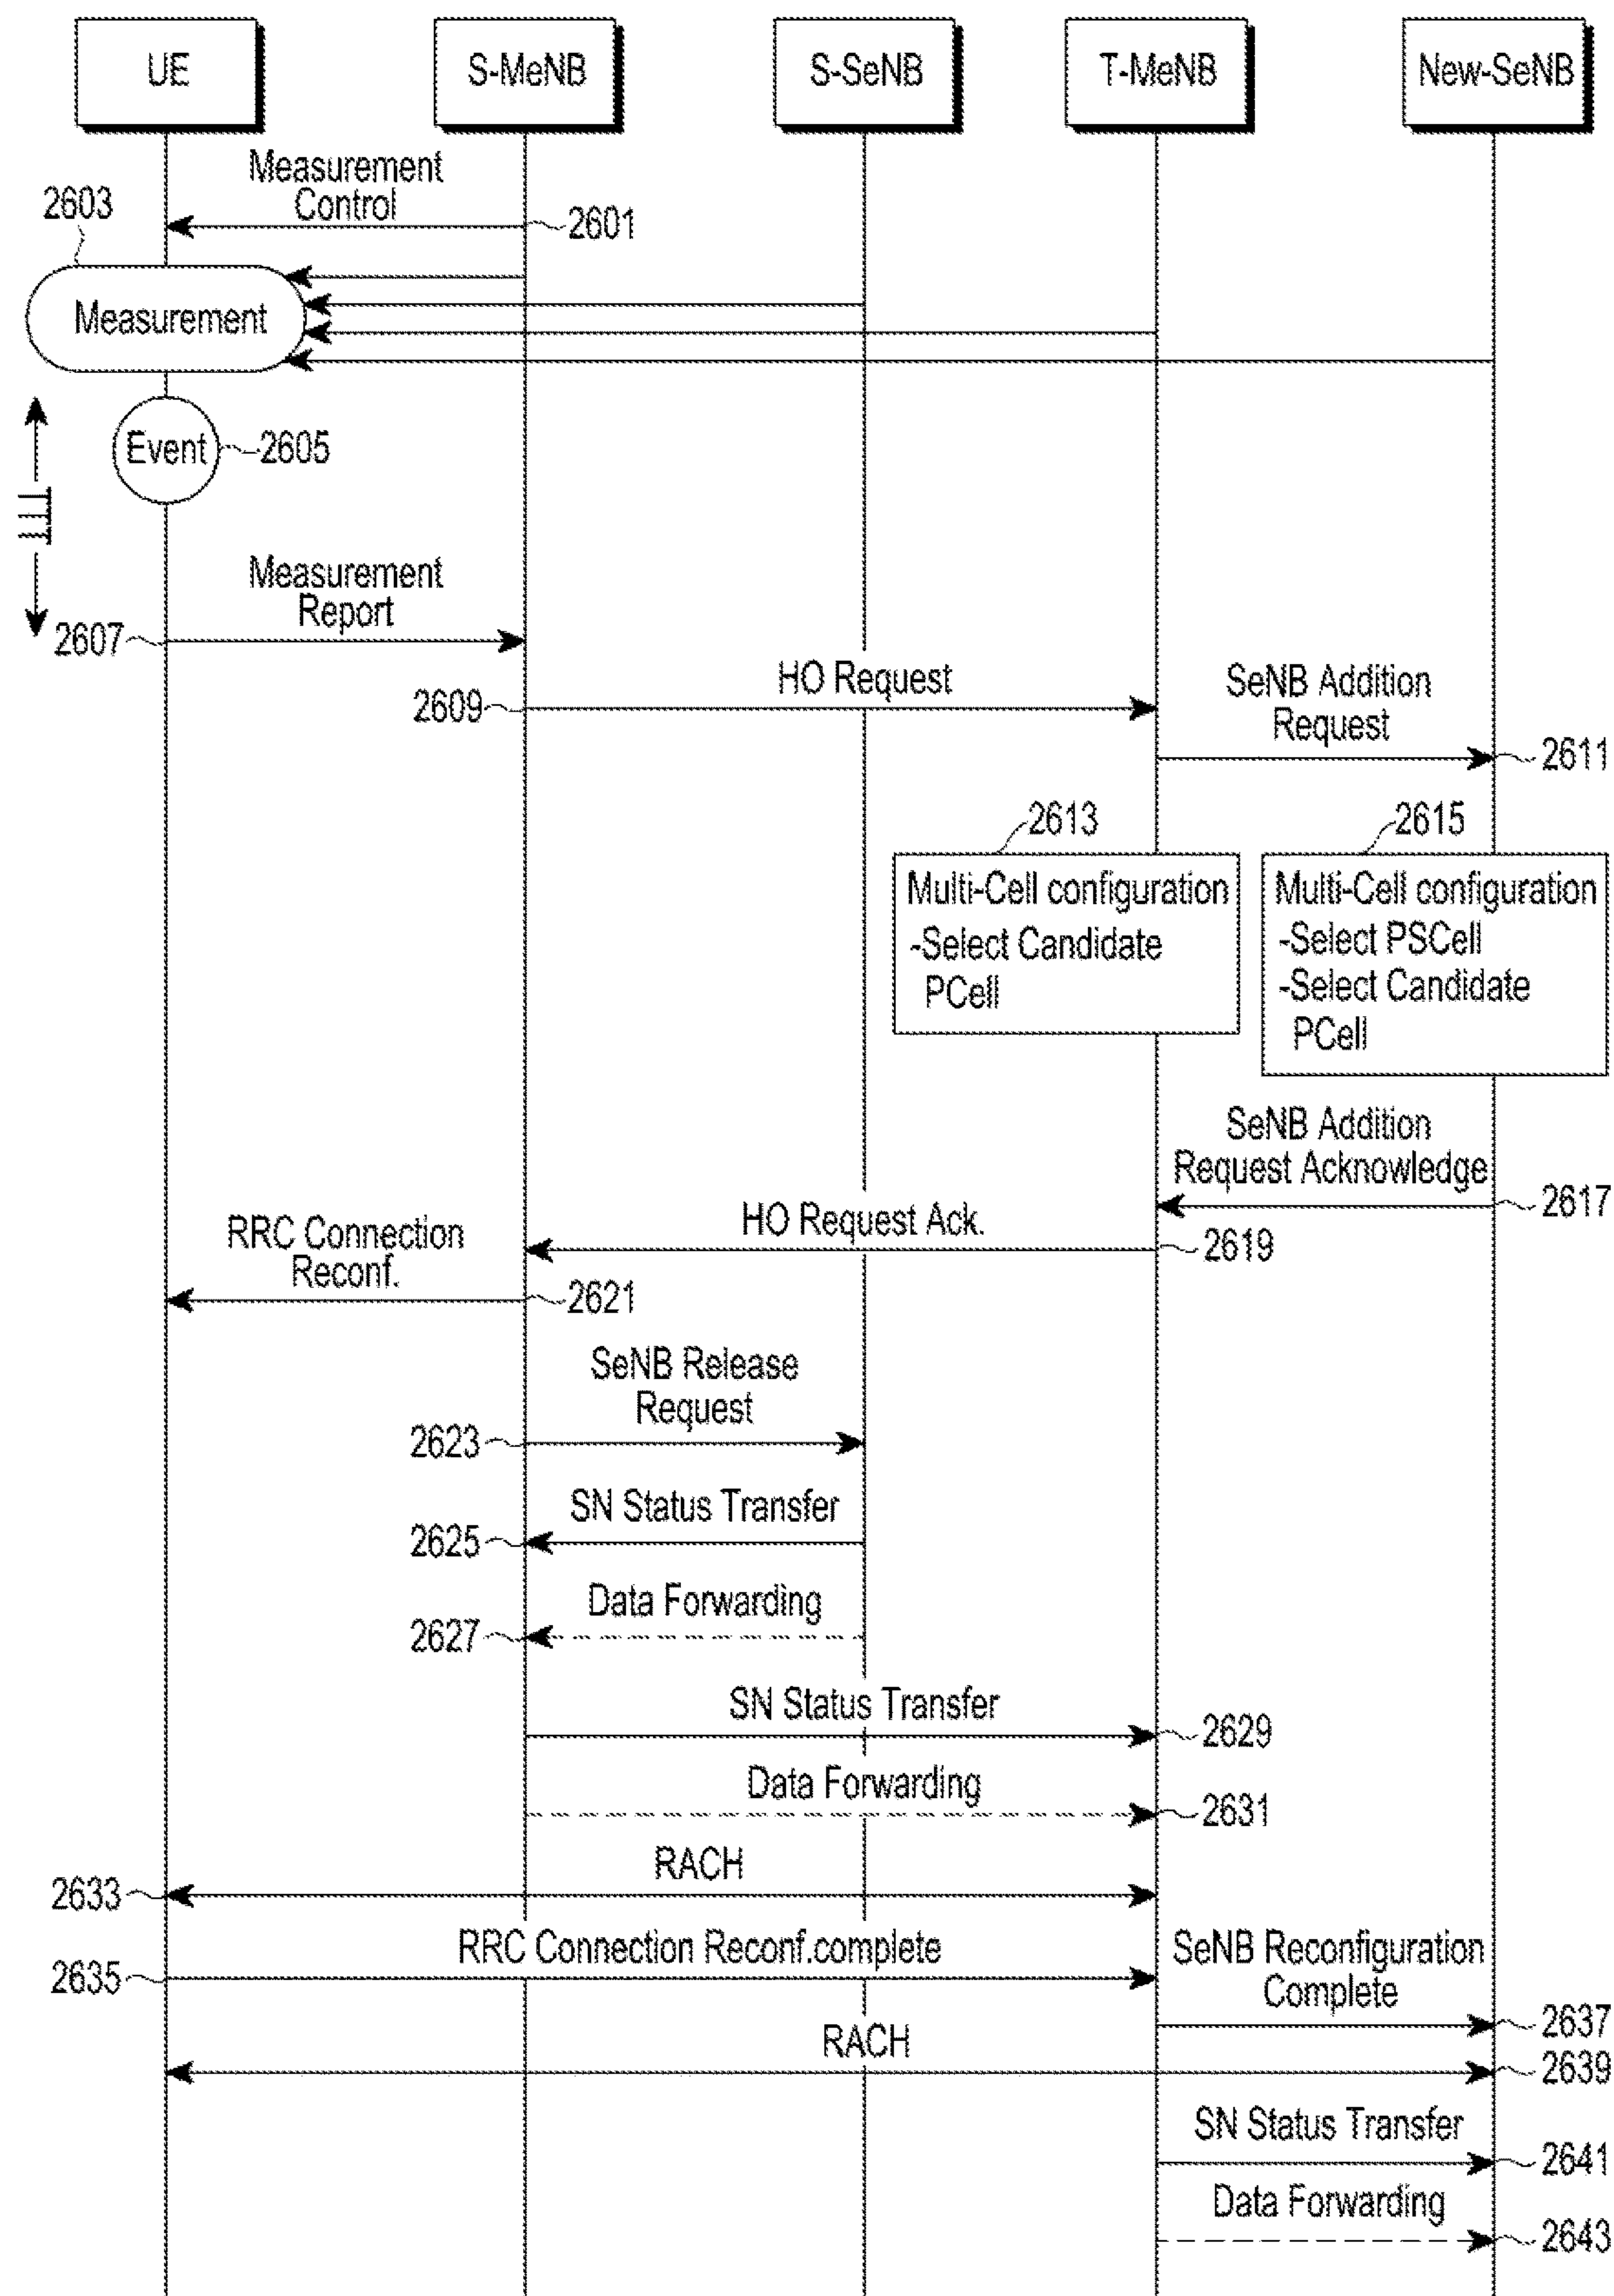 UE
S-MeNB
S-SeNB
T-MeNB
New-SeNB
Measurement
Control
2603
2601
Measurement
Event
2605
TTT
Measurement
Report
2607
HO Request
2609
SeNB Addition
Request
2611
2613
2615
Multi-Cell configuration
-Select Candidate
PCell
Multi-Cell configuration
-Select PSCell
-Select Candidate
PCell
SeNB Addition
Request Acknowledge
2617
HO Request Ack.
2619
RRC Connection
Reconf.
2621
SeNB Release
Request
2623
SN Status Transfer
2625
Data Forwarding
2627
SN Status Transfer
2629
Data Forwarding
2631
RACH
2633
RRC Connection Reconf.complete
2635
SeNB Reconfiguration
Complete
2637
RACH
2639
SN Status Transfer
2641
Data Forwarding
2643